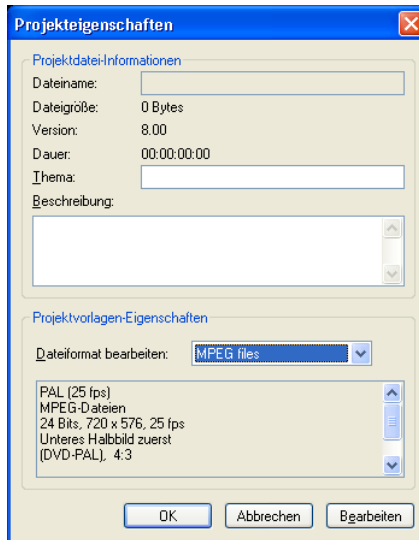 Projekteigenschaften
Projektdatei-Informationen
Dateiname:
Dateigröße: 0 Bytes
Version: 8.00
Dauer: 00:00:00:00
Thema:
Beschreibung:
Projektvorlagen-Eigenschaften
Dateiformat bearbeiten: MPEG files
PAL (25 fps)
MPEG-Dateien
24 Bits, 720 x 576, 25 fps
Unteres Halbbild zuerst
(DVD-PAL), 4:3
OK Abbrechen Bearbeiten